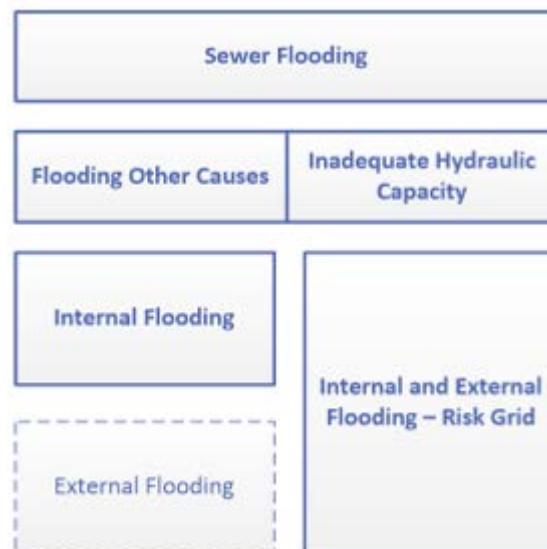 Sewer Flooding
Flooding Other Causes
Inadequate Hydraulic
Capacity
Internal Flooding
Internal and External
Flooding – Risk Grid
External Flooding